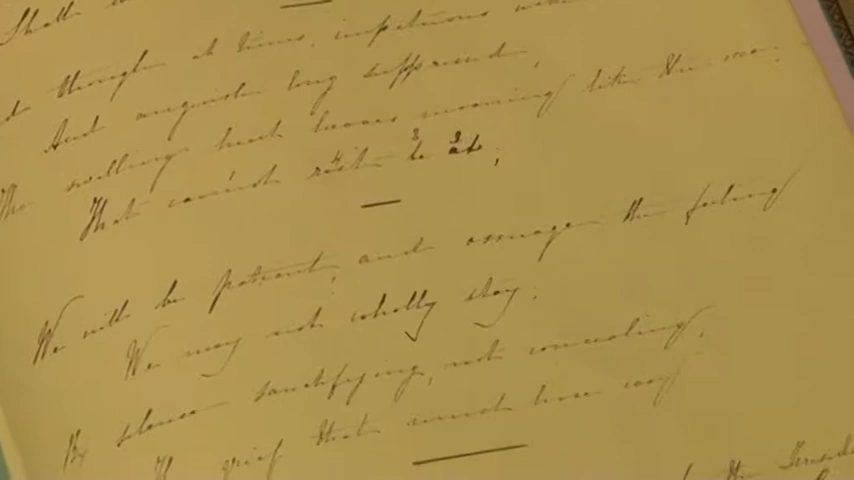 Shall
though at times, impetuous
And anguish long suppressed,
The swelling heart heaves moaning like the
That cannot rest be at,
We will be patient, and assuage the feeling
We may not wholly stay;
By silence sanctifying, not concealing,
The grief that must have way
the